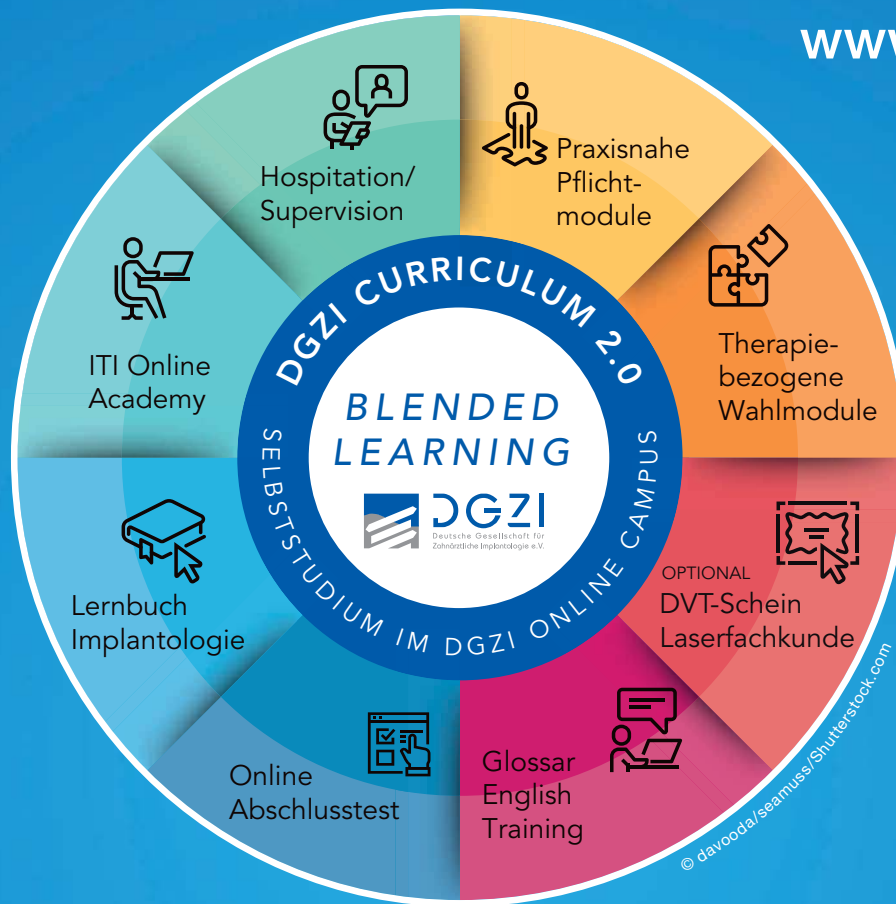 www
Hospitation/
Supervision
Praxisnahe
Pflicht-
module
Therapie-
bezogene
Wahlmodule
OPTIONAL
DVT-Schein
Laserfachkunde
Glossar
English
Training
Online
Abschlusstest
Lernbuch
Implantologie
ITI Online
Academy
DGZI CURRICULUM 2.0
BLENDED
LEARNING
DGZI
Deutsche Gesellschaft für
Zahnärztliche Implantologie e.V.
SELBSTSTUDIUM IM DGZI ONLINE CAMPUS
© davooda/seamuss/Shutterstock.com